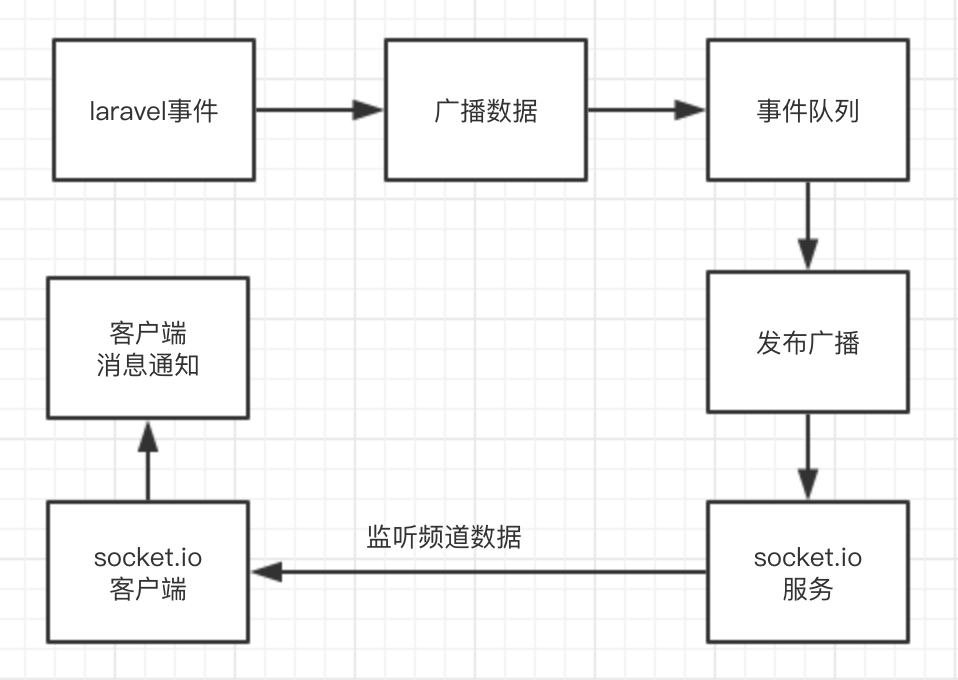 laravel事件
广播数据
事件队列
客户端
消息通知
发布广播
监听频道数据
socket.io
客户端
socket.io
服务